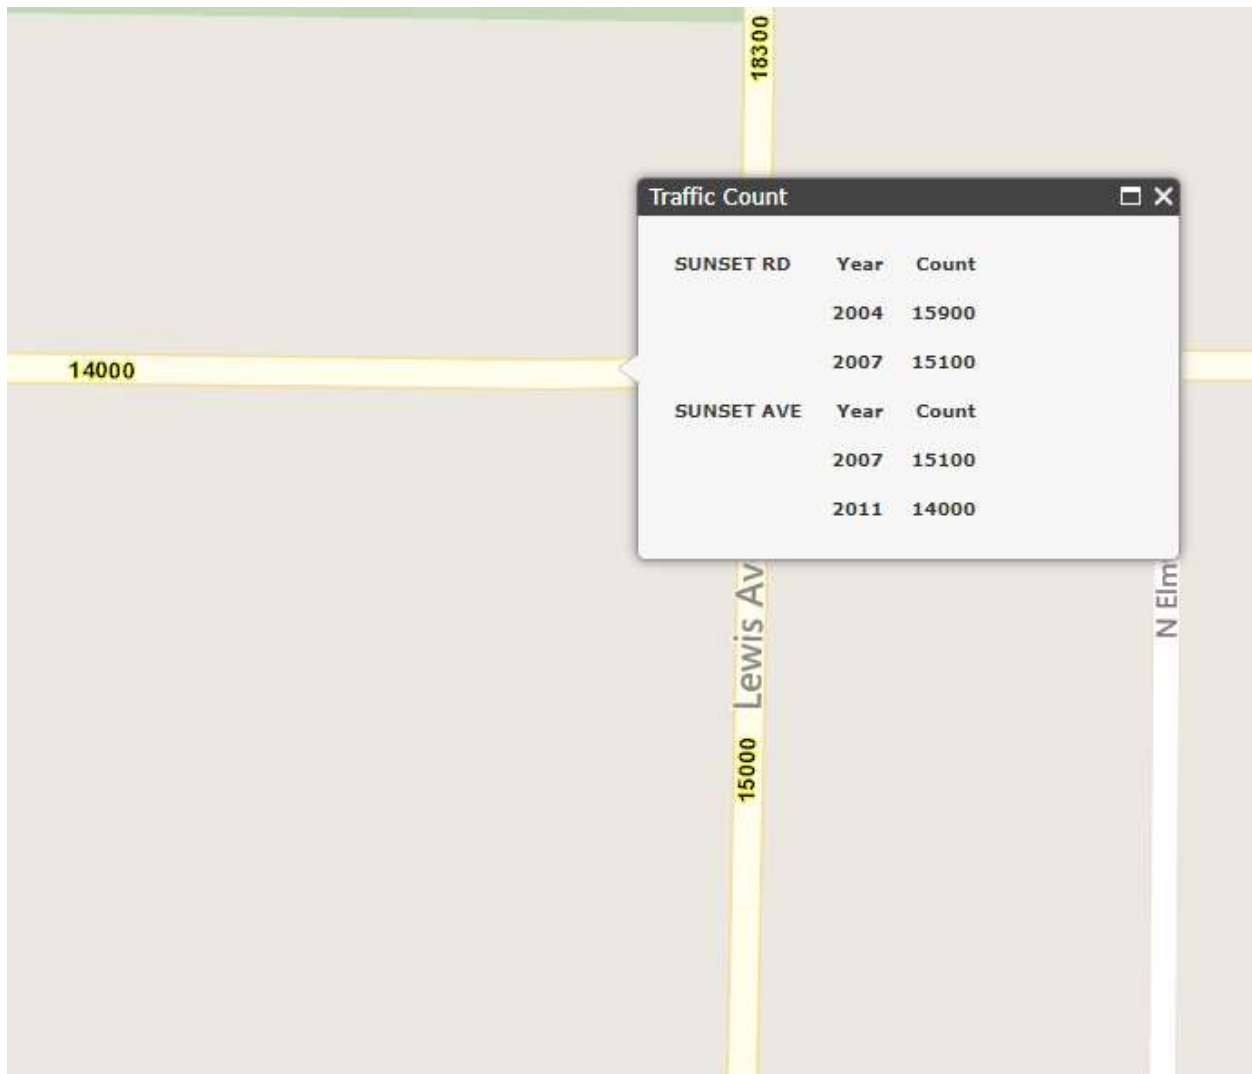 18300
Traffic Count
SUNSET RD Year Count
2004 15900
2007 15100
14000
SUNSET AVE Year Count
2007 15100
2011 14000
Lewis Av
N Elm
15000